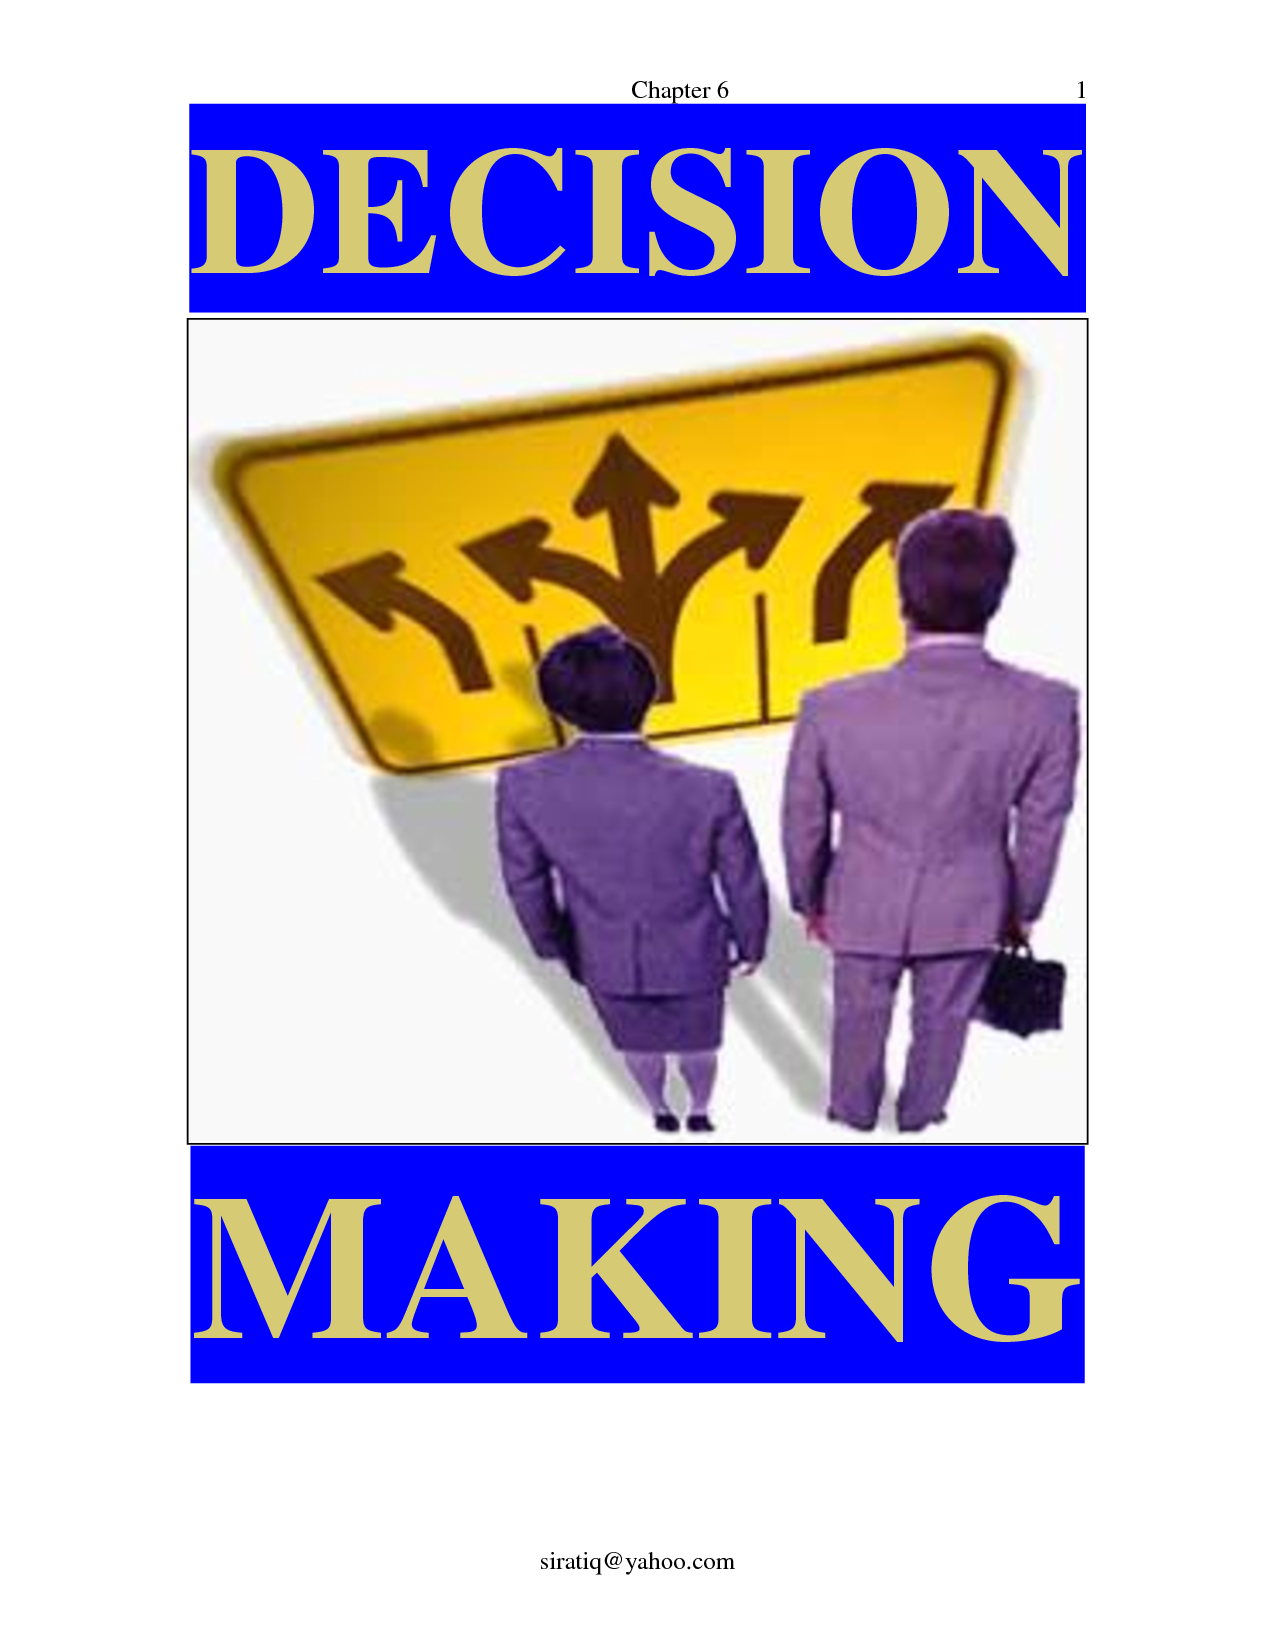 Chapter 6 1
DECISION
MAKING
siratiq@yahoo.com